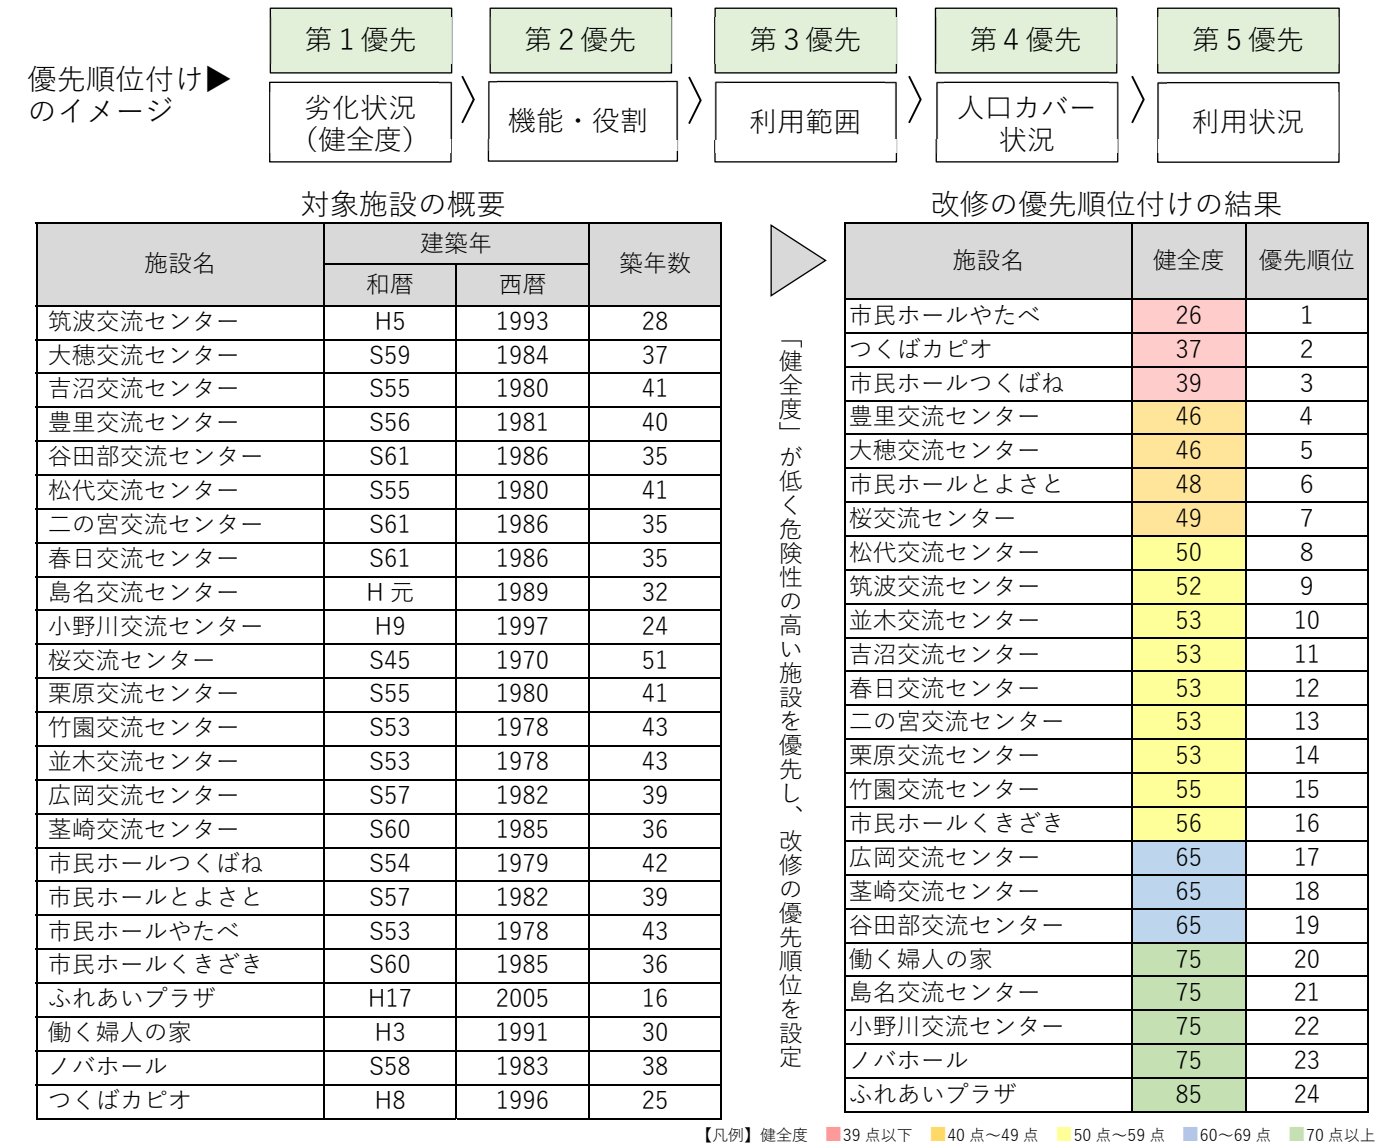 優先順位付け▶
のイメージ
第1優先
第2優先
第3優先
第4優先
第5優先
劣化状況
(健全度)
〉
機能・役割
〉
利用範囲
〉
人口カバー
状況
〉
利用状況
対象施設の概要
施設名 建築年 築年数
和暦 西暦
筑波交流センター H5 1993 28
大穂交流センター S59 1984 37
吉沼交流センター S55 1980 41
豊里交流センター S56 1981 40
谷田部交流センター S61 1986 35
松代交流センター S55 1980 41
二の宮交流センター S61 1986 35
春日交流センター S61 1986 35
島名交流センター H元 1989 32
小野川交流センター H9 1997 24
桜交流センター S45 1970 51
栗原交流センター S55 1980 41
竹園交流センター S53 1978 43
並木交流センター S53 1978 43
広岡交流センター S57 1982 39
茎崎交流センター S60 1985 36
市民ホールつくばね S54 1979 42
市民ホールとよさと S57 1982 39
市民ホールやたべ S53 1978 43
市民ホールくきざき S60 1985 36
ふれあいプラザ H17 2005 16
働く婦人の家 H3 1991 30
ノバホール S58 1983 38
つくばカピオ H8 1996 25
「健全度」が低く危険性の高い施設を優先し、改修の優先順位を設定
改修の優先順位付けの結果
施設名 健全度 優先順位
市民ホールやたべ 26 1
つくばカピオ 37 2
市民ホールつくばね 39 3
豊里交流センター 46 4
大穂交流センター 46 5
市民ホールとよさと 48 6
桜交流センター 49 7
松代交流センター 50 8
筑波交流センター 52 9
並木交流センター 53 10
吉沼交流センター 53 11
春日交流センター 53 12
二の宮交流センター 53 13
栗原交流センター 53 14
竹園交流センター 55 15
市民ホールくきざき 56 16
広岡交流センター 65 17
茎崎交流センター 65 18
谷田部交流センター 65 19
働く婦人の家 75 20
島名交流センター 75 21
小野川交流センター 75 22
ノバホール 75 23
ふれあいプラザ 85 24
【凡例】健全度 ■39点以下 ■40点～49点 ■50点～59点 ■60～69点 ■70点以上